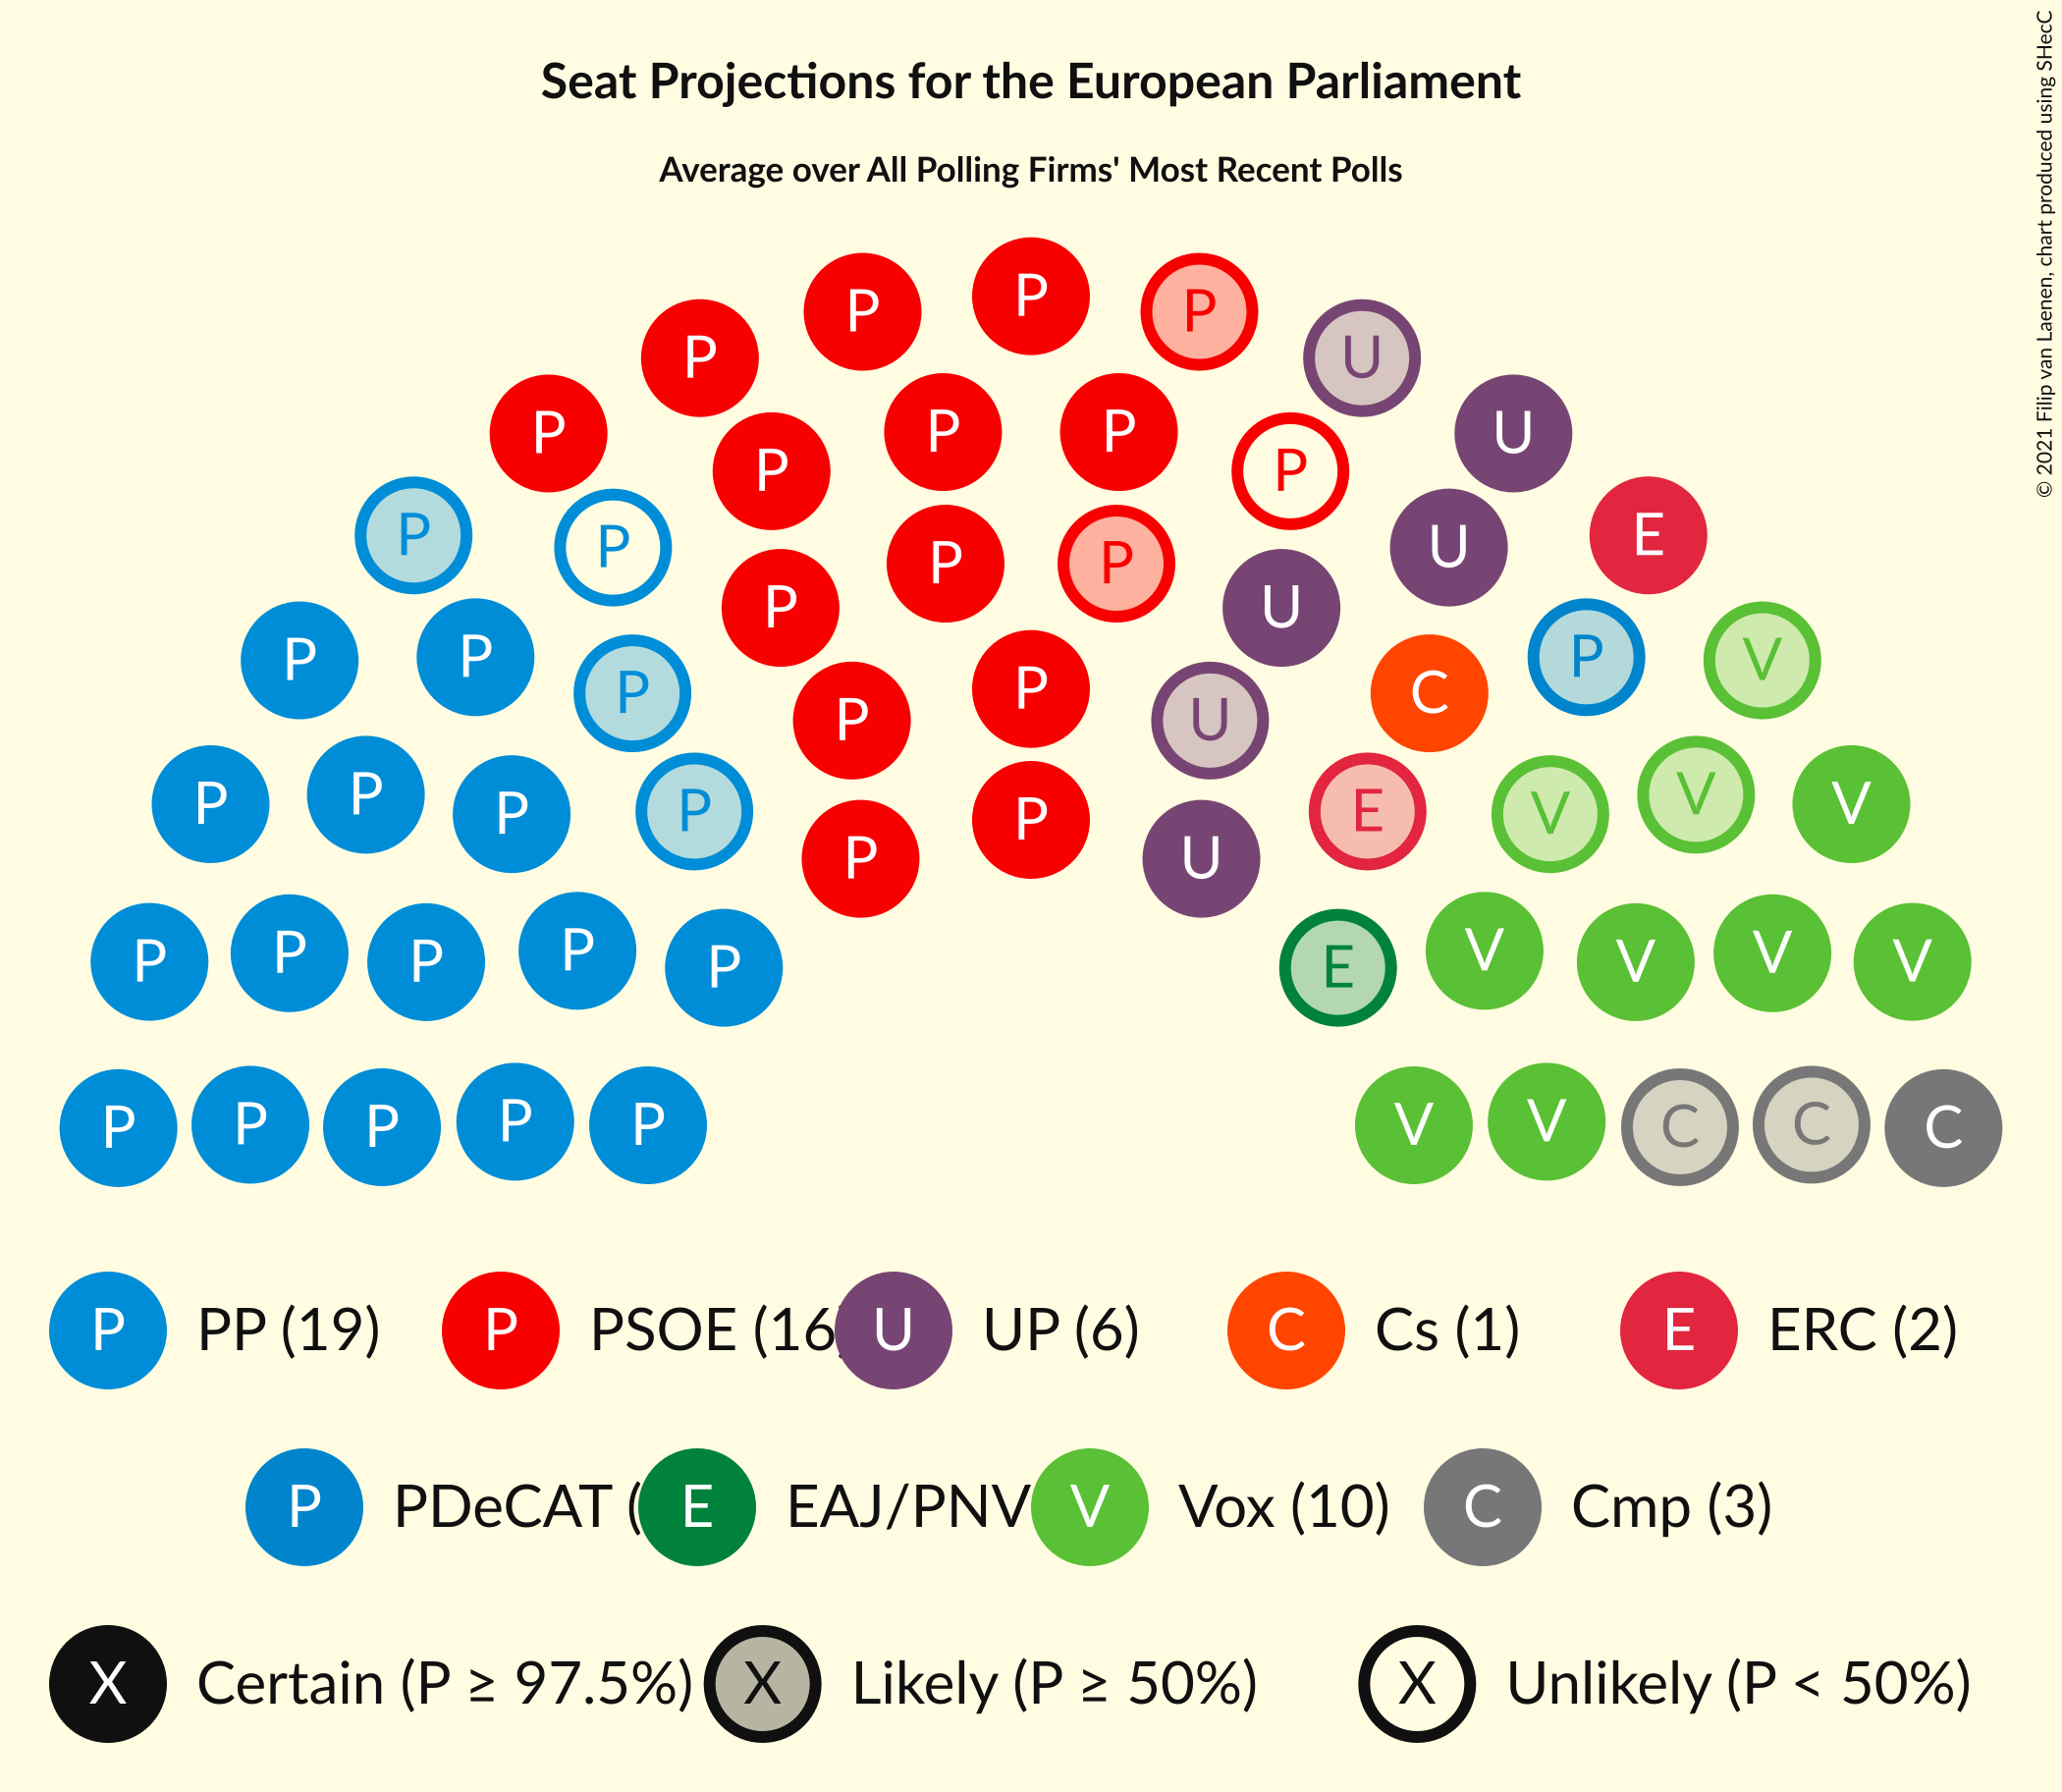 Seat Projections for the European Parliament
Average over All Polling Firms' Most Recent Polls
© 2021 Filip van Laenen, chart produced using SHecC
P
P P
P U
P P P U
P P
P P P P U E
P U
P P P V
P P C
P U
P P P P P E V V V
P U
P P P P P E V V V V
P P P P P V V C C C
P PP (19) P PSOE (16 U UP (6) C Cs (1) E ERC (2)
P PDeCAT ( E EAJ/PNV V Vox (10) C Cmp (3)
X Certain (P ≥ 97.5%) X Likely (P ≥ 50%) X Unlikely (P < 50%)